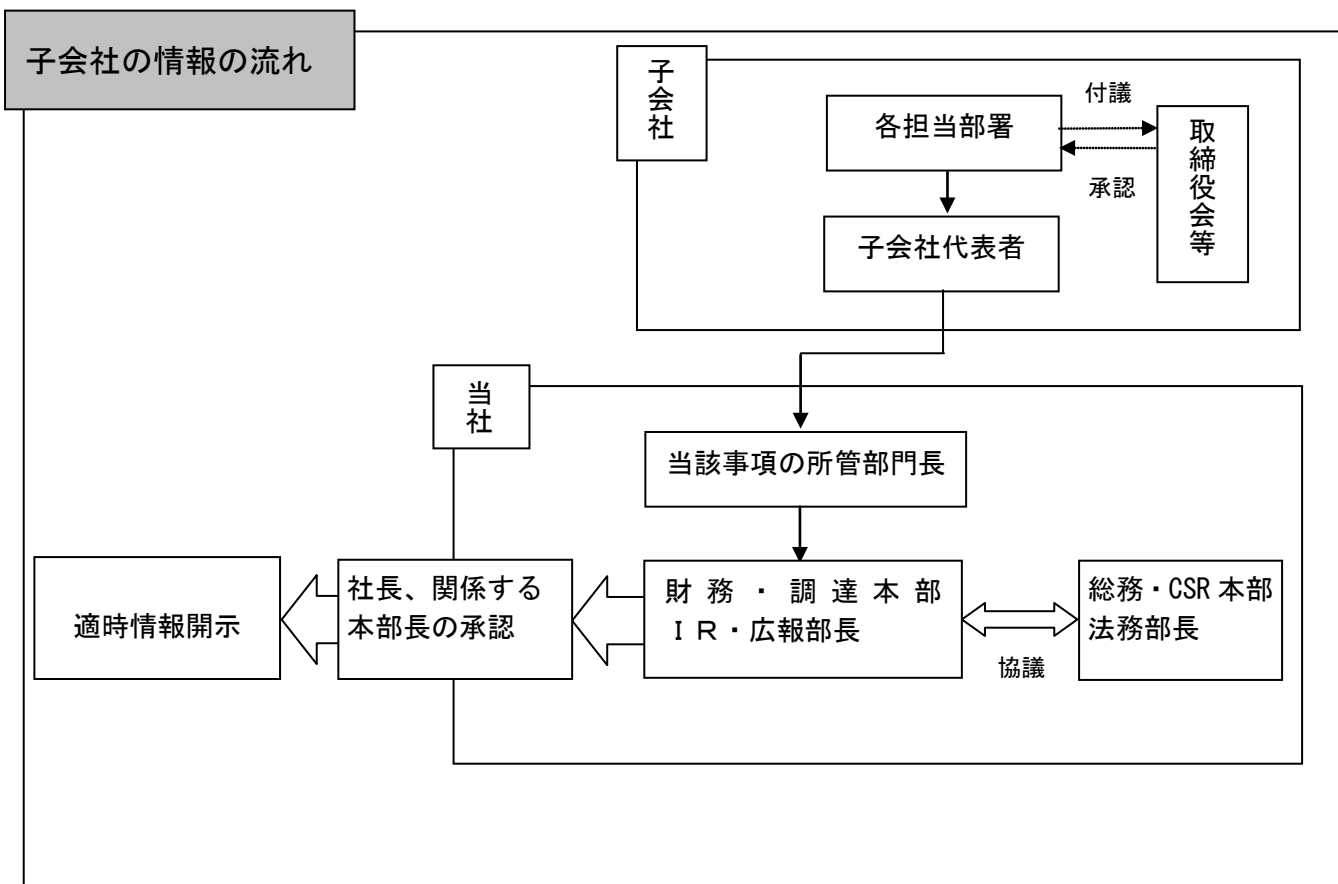 子会社の情報の流れ
子会社
各担当部署
付議
承認
取締役会等
子会社代表者
当社
当該事項の所管部門長
財務・調達本部
ＩＲ・広報部長
協議
総務・CSR本部
法務部長
社長、関係する
本部長の承認
適時情報開示